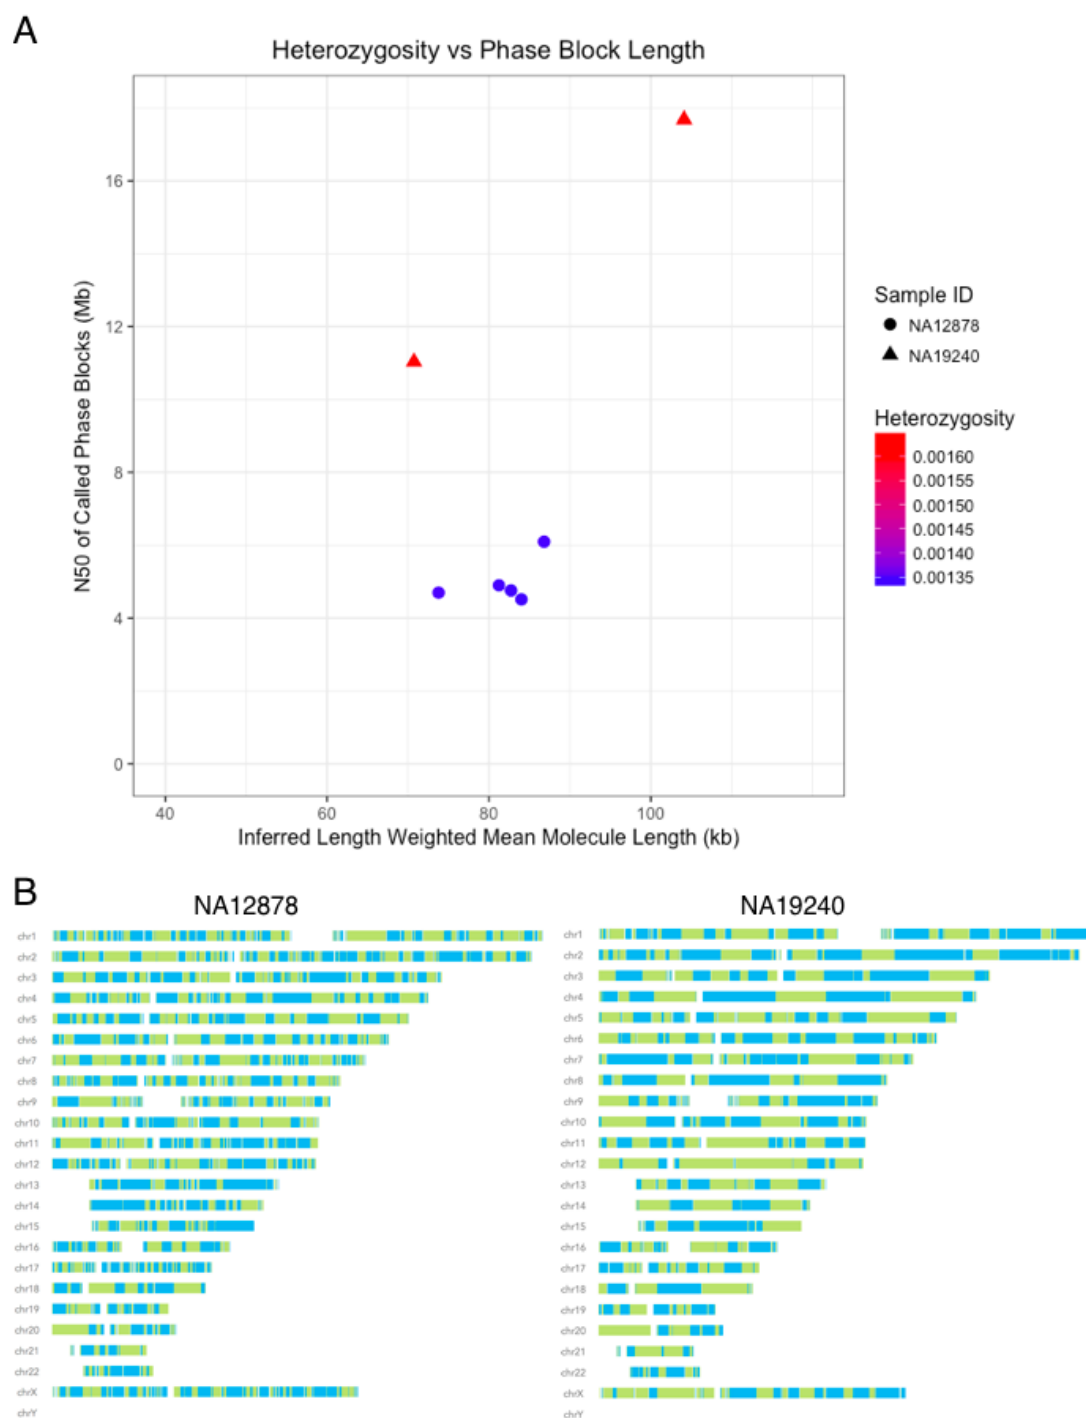 A
Heterozygosity vs Phase Block Length
N50 of Called Phase Blocks (Mb)
16
12
8
4
0
40 60 80 100
Inferred Length Weighted Mean Molecule Length (kb)
Sample ID
NA12878
NA19240
Heterozygosity
0.00160
0.00155
0.00150
0.00145
0.00140
0.00135
B
NA12878
chr1
chr2
chr3
chr4
chr5
chr6
chr7
chr8
chr9
chr10
chr11
chr12
chr13
chr14
chr15
chr16
chr17
chr18
chr19
chr20
chr21
chr22
chrX
chrY
NA19240
chr1
chr2
chr3
chr4
chr5
chr6
chr7
chr8
chr9
chr10
chr11
chr12
chr13
chr14
chr15
chr16
chr17
chr18
chr19
chr20
chr21
chr22
chrX
chrY